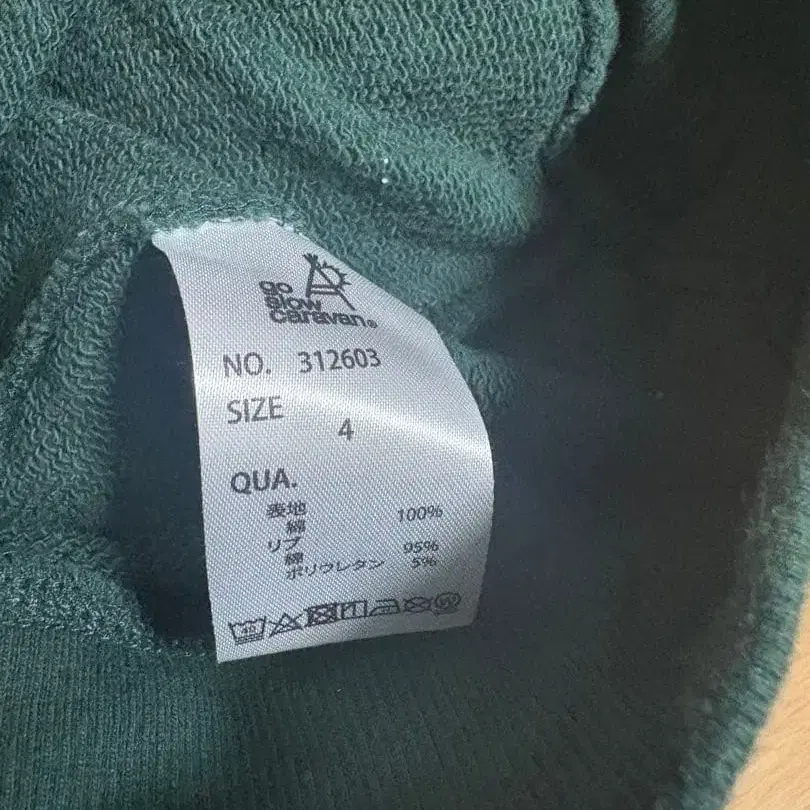 go
slow
caravan®
NO. 312603
SIZE
4
QUA.
表地
綿 100%
リブ
綿 95%
ポリウレタン 5%
40